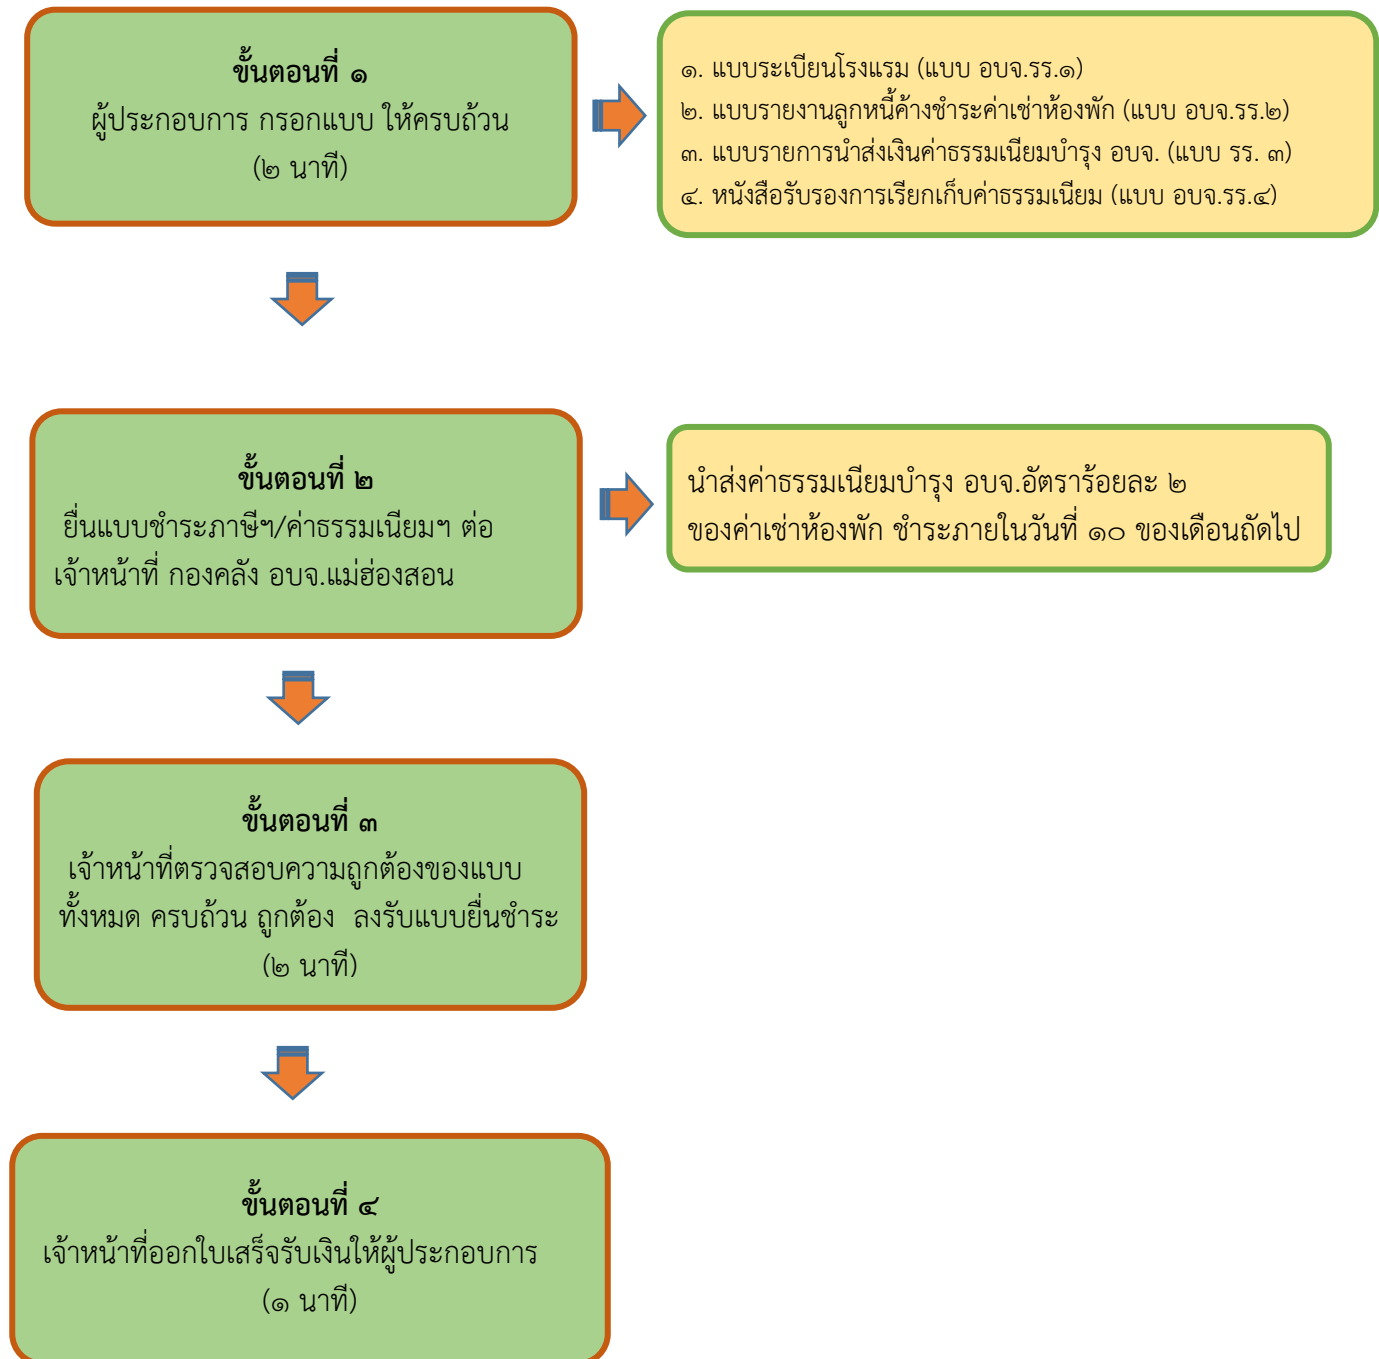 ขั้นตอนที่ ๑
ผู้ประกอบการ กรอกแบบ ให้ครบถ้วน
(๒ นาที)
๑. แบบระเบียนโรงแรม (แบบ อบจ.รร.๑)
๒. แบบรายงานลูกหนี้ค้างชำระค่าเช่าห้องพัก (แบบ อบจ.รร.๒)
๓. แบบรายการนำส่งเงินค่าธรรมเนียมบำรุง อบจ. (แบบ รร. ๓)
๔. หนังสือรับรองการเรียกเก็บค่าธรรมเนียม (แบบ อบจ.รร.๔)
ขั้นตอนที่ ๒
ยื่นแบบชำระภาษีฯ/ค่าธรรมเนียมฯ ต่อ
เจ้าหน้าที่ กองคลัง อบจ.แม่ฮ่องสอน
นำส่งค่าธรรมเนียมบำรุง อบจ.อัตราร้อยละ ๒
ของค่าเช่าห้องพัก ชำระภายในวันที่ ๑๐ ของเดือนถัดไป
ขั้นตอนที่ ๓
เจ้าหน้าที่ตรวจสอบความถูกต้องของแบบ
ทั้งหมด ครบถ้วน ถูกต้อง  ลงรับแบบยื่นชำระ
(๒ นาที)
ขั้นตอนที่ ๔
เจ้าหน้าที่ออกใบเสร็จรับเงินให้ผู้ประกอบการ
(๑ นาที)